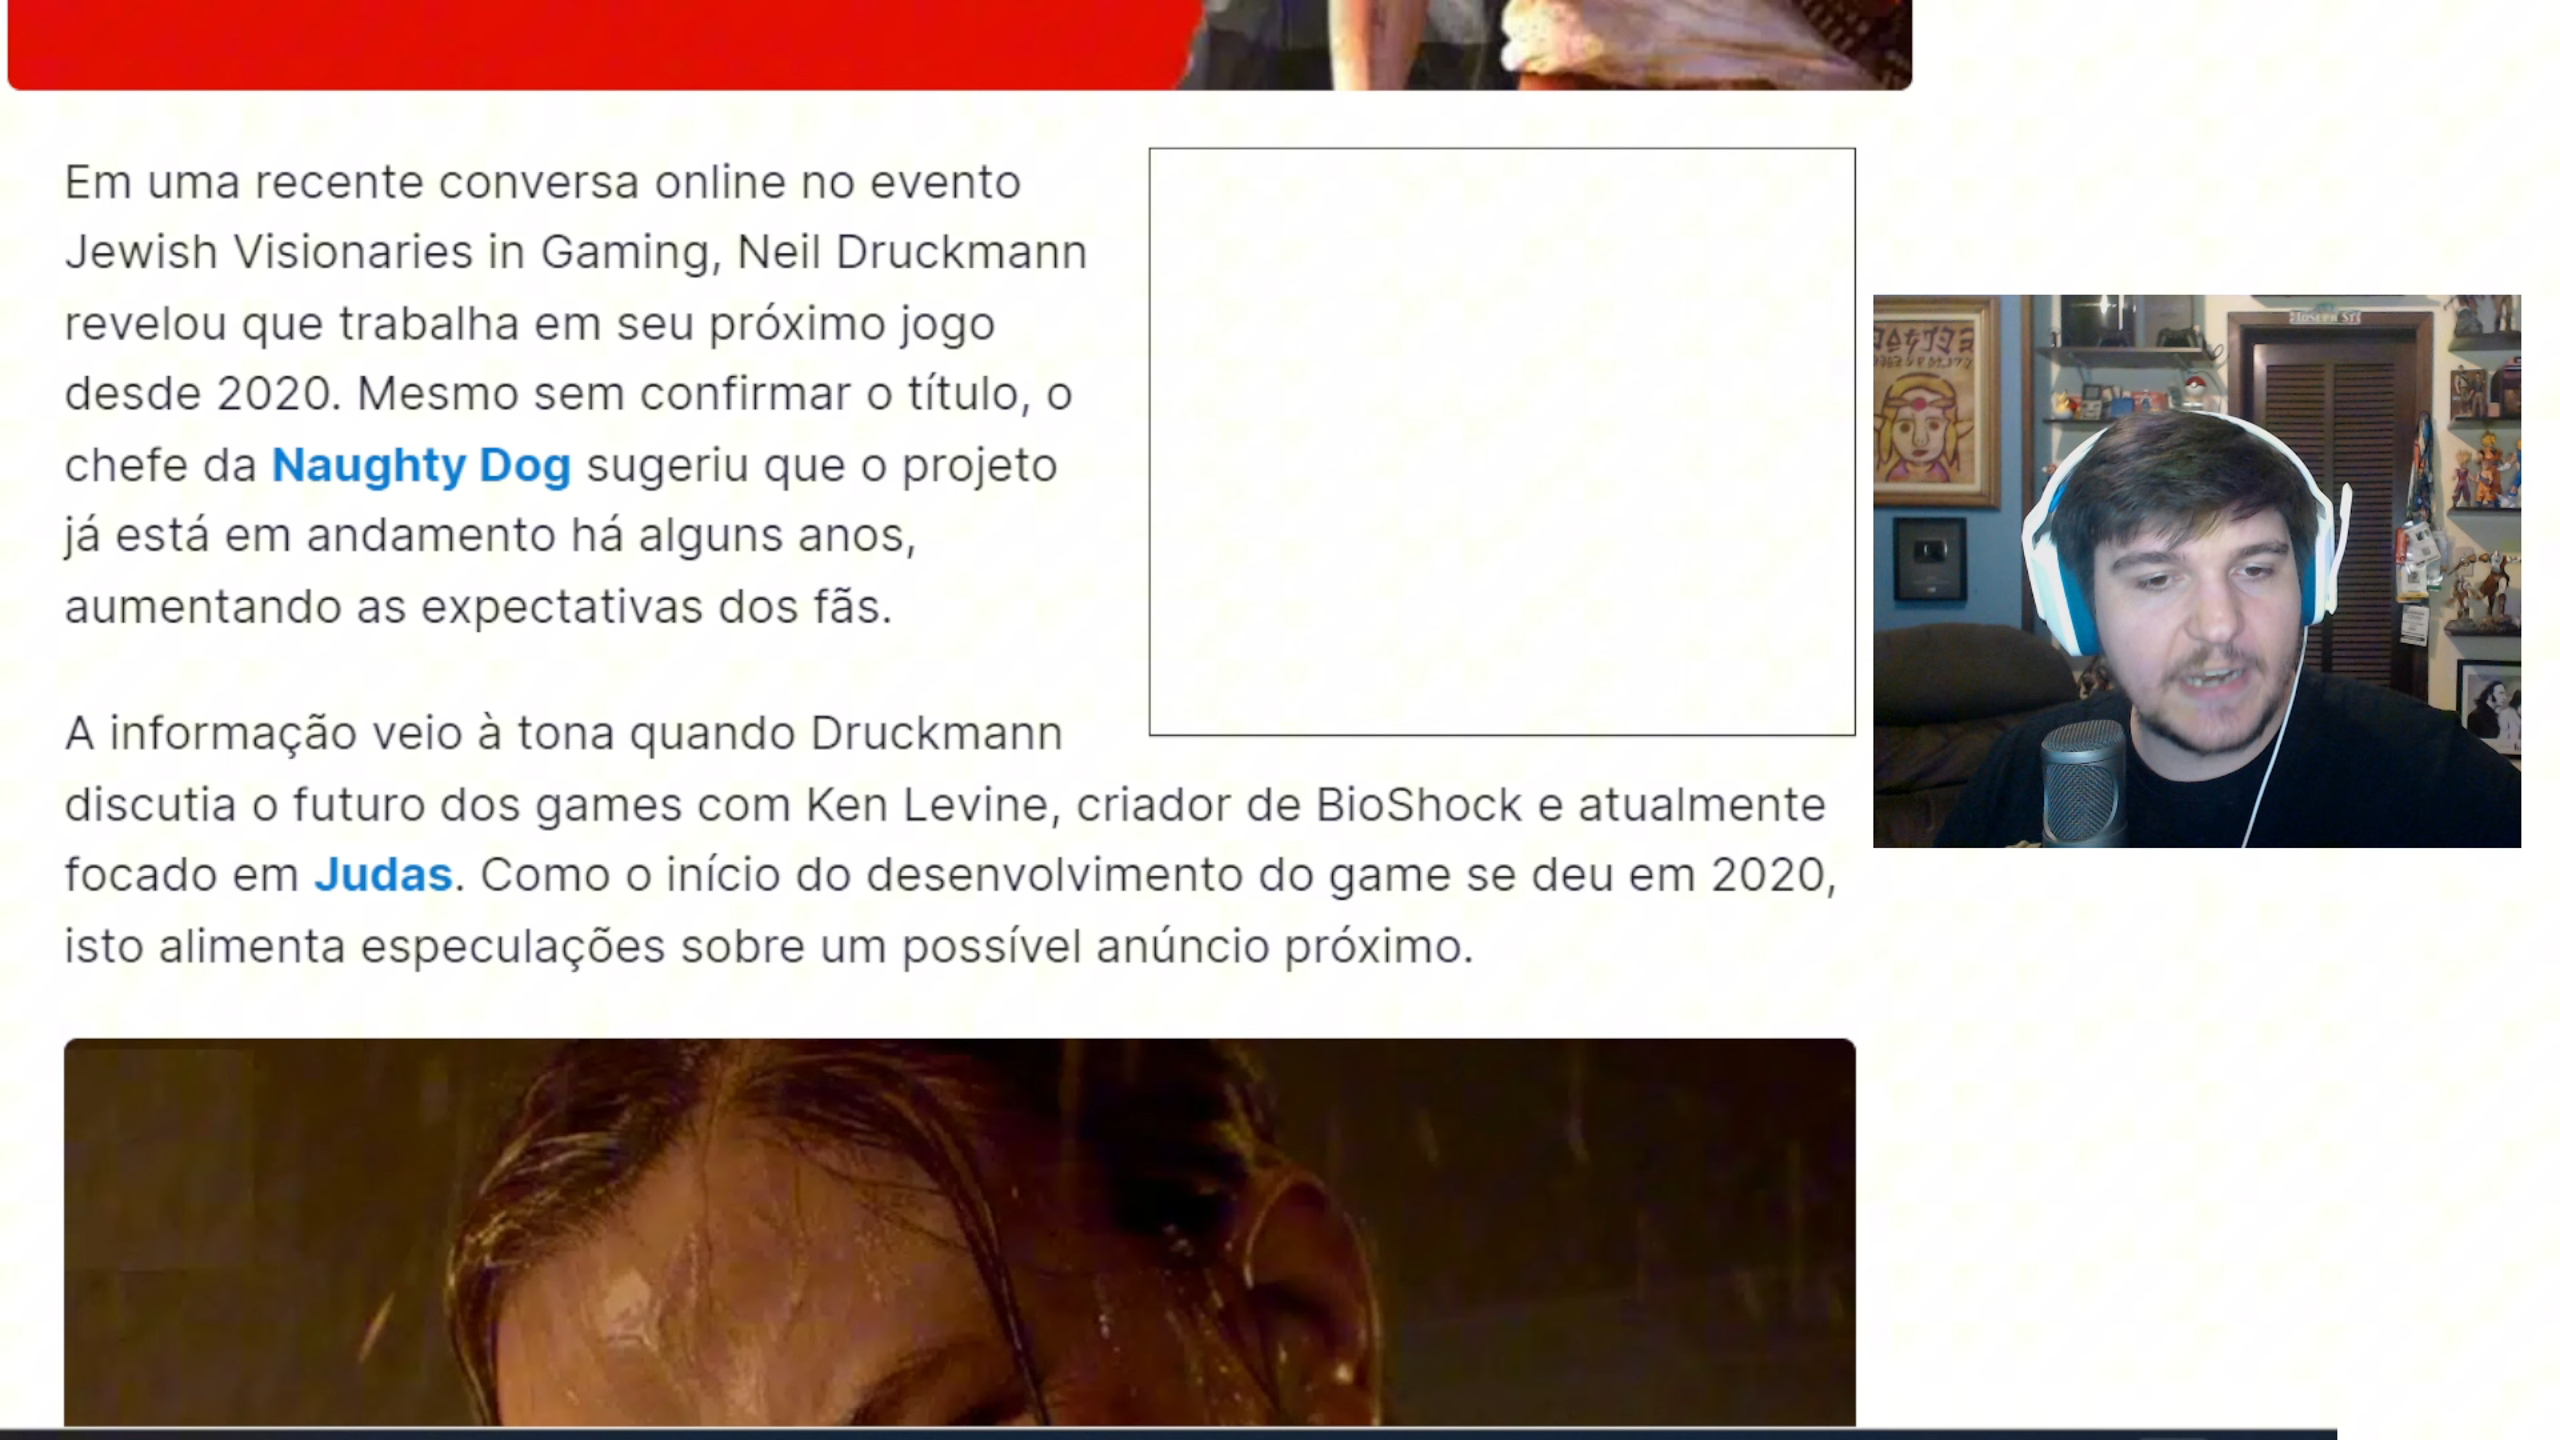 Em uma recente conversa online no evento
Jewish Visionaries in Gaming, Neil Druckmann
revelou que trabalha em seu próximo jogo
desde 2020. Mesmo sem confirmar o título, o
chefe da Naughty Dog sugeriu que o projeto
já está em andamento há alguns anos,
aumentando as expectativas dos fãs.
A informação veio à tona quando Druckmann
discutia o futuro dos games com Ken Levine, criador de BioShock e atualmente
focado em Judas. Como o início do desenvolvimento do game se deu em 2020,
isto alimenta especulações sobre um possível anúncio próximo.
JOSEPH ST